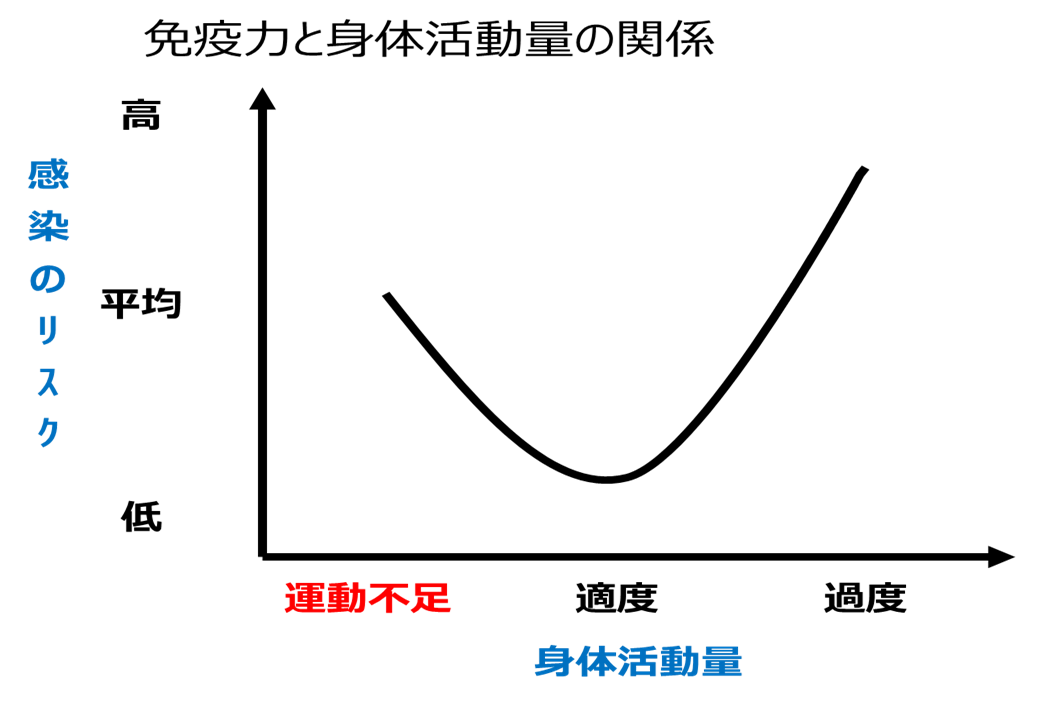 免疫力と身体活動量の関係
高
感染のリスク
平均
低
運動不足 適度 過度
身体活動量